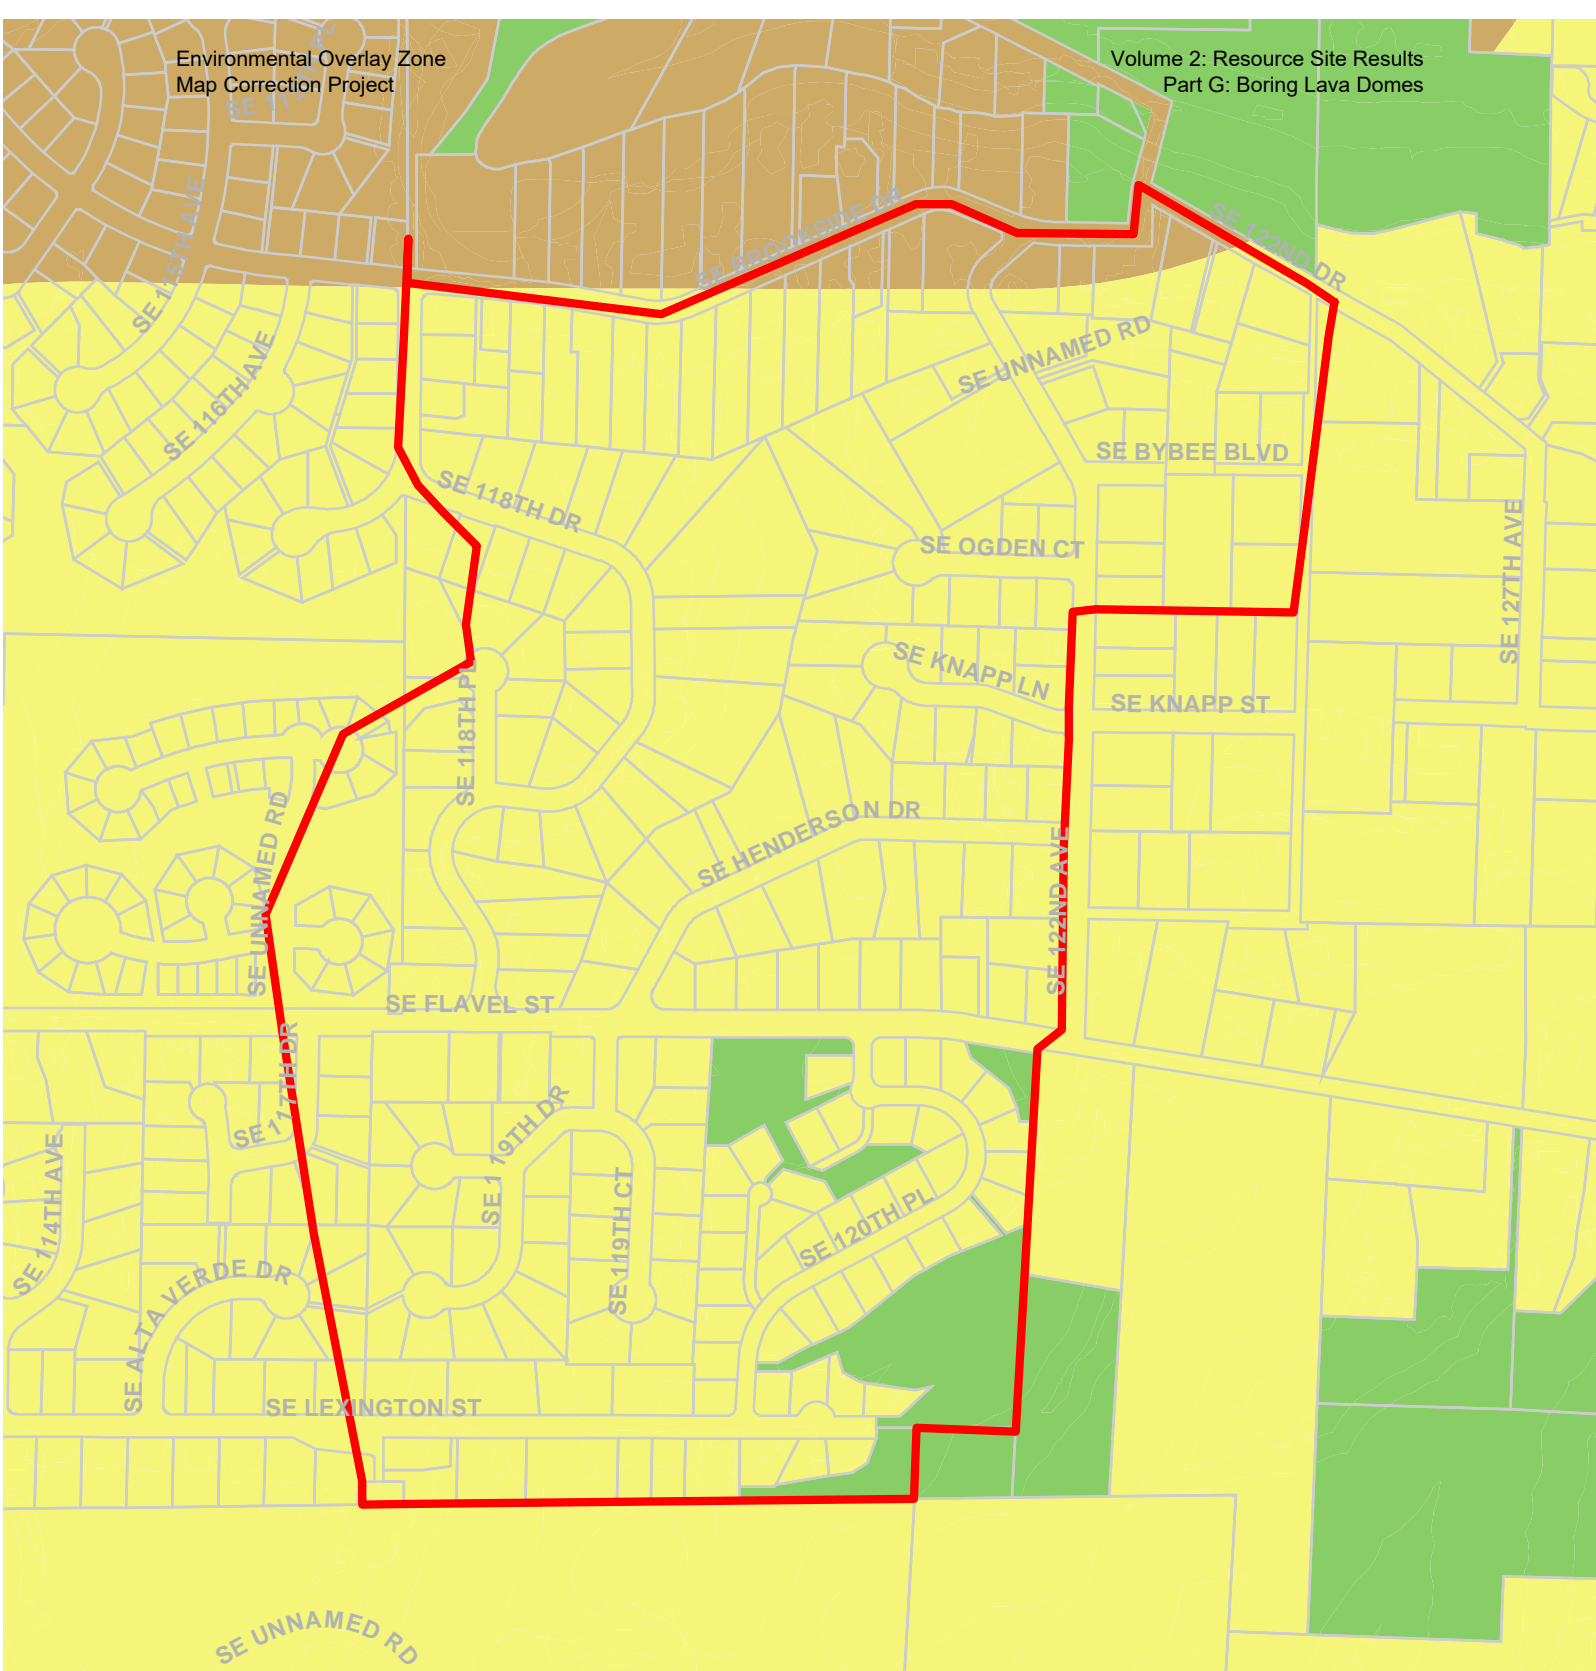 Environmental Overlay Zone
Map Correction Project
Volume 2: Resource Site Results
Part G: Boring Lava Domes
SE 115TH AVE
SE 116TH AVE
SE BROOKSIDE DR
SE 122ND DR
SE UNNAMED RD
SE BYBEE BLVD
SE 118TH DR
SE OGDEN CT
SE 127TH AVE
SE KNAPP LN
SE KNAPP ST
SE 118TH PL
SE UNNAMED RD
SE HENDERSON DR
SE 122ND AVE
SE FLAVEL ST
SE 117TH DR
SE 119TH DR
SE 114TH AVE
SE 119TH CT
SE 120TH PL
SE ALTA VERDE DR
SE LEXINGTON ST
SE UNNAMED RD